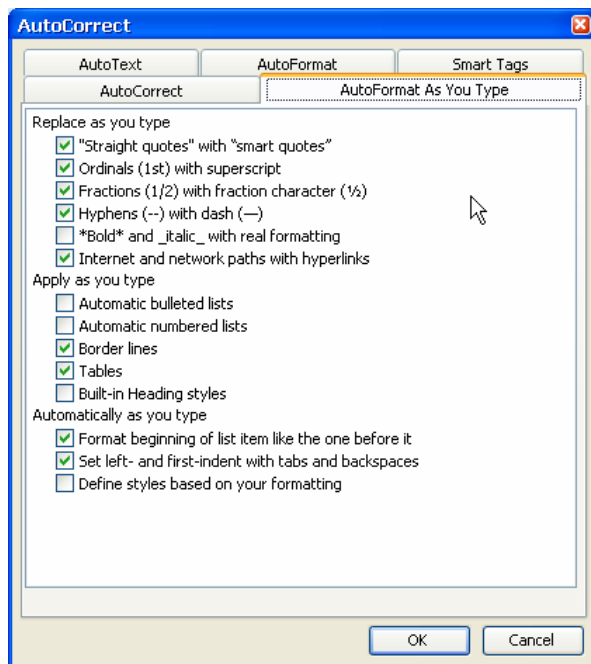 AutoCorrect
AutoText AutoFormat Smart Tags
AutoCorrect AutoFormat As You Type
Replace as you type
"Straight quotes" with “smart quotes”
Ordinals (1st) with superscript
Fractions (1/2) with fraction character (½)
Hyphens (--) with dash (—)
*Bold* and _italic_ with real formatting
Internet and network paths with hyperlinks
Apply as you type
Automatic bulleted lists
Automatic numbered lists
Border lines
Tables
Built-in Heading styles
Automatically as you type
Format beginning of list item like the one before it
Set left- and first-indent with tabs and backspaces
Define styles based on your formatting
OK Cancel